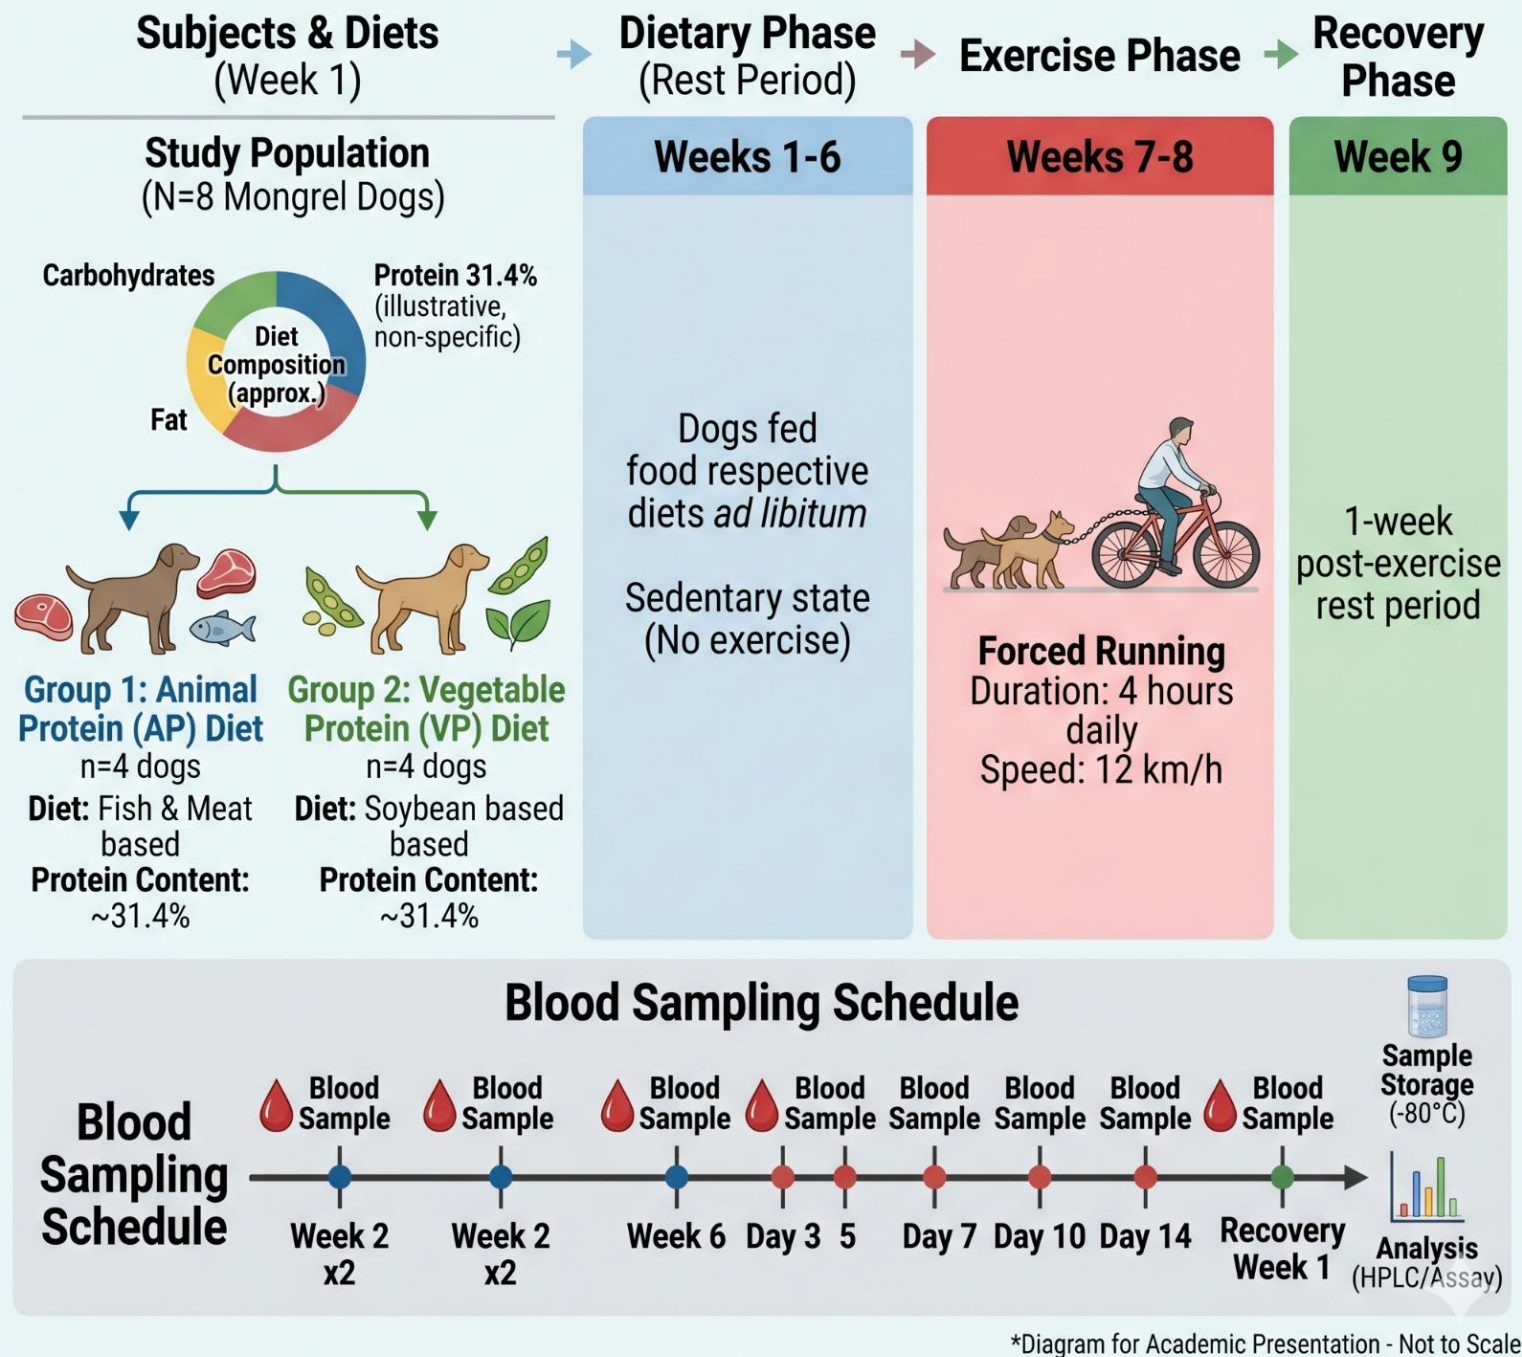 Subjects & Diets
(Week 1)
Dietary Phase
(Rest Period)
Exercise Phase
Recovery
Phase
Study Population
(N=8 Mongrel Dogs)
Carbohydrates
Protein 31.4%
(illustrative,
non-specific)
Diet
Composition
(approx.)
Fat
Group 1: Animal
Protein (AP) Diet
n=4 dogs
Diet: Fish & Meat
based
Protein Content:
~31.4%
Group 2: Vegetable
Protein (VP) Diet
n=4 dogs
Diet: Soybean based
based
Protein Content:
~31.4%
Weeks 1-6
Dogs fed
food respective
diets ad libitum
Sedentary state
(No exercise)
Weeks 7-8
Forced Running
Duration: 4 hours
daily
Speed: 12 km/h
Week 9
1-week
post-exercise
rest period
Blood Sampling Schedule
Blood
Sampling
Schedule
Blood
Sample
Week 2
x2
Blood
Sample
Week 2
x2
Blood
Sample
Week 6
Blood
Sample
Day 3
5
Blood
Sample
Day 7
Blood
Sample
Day 10
Blood
Sample
Day 14
Blood
Sample
Recovery
Week 1
Sample
Storage
(-80°C)
Analysis
(HPLC/Assay)
*Diagram for Academic Presentation - Not to Scale